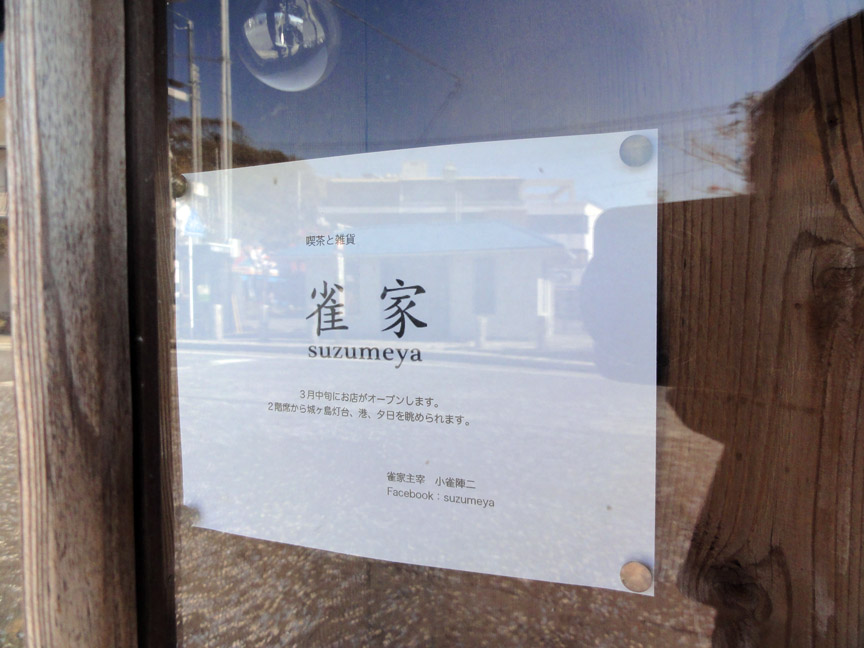 喫茶と雑貨
雀家
suzumeya
３月中旬にお店がオープンします。
２階席から城ヶ島灯台、港、夕日を眺められます。
雀家主宰　小雀陣二
Facebook：suzumeya